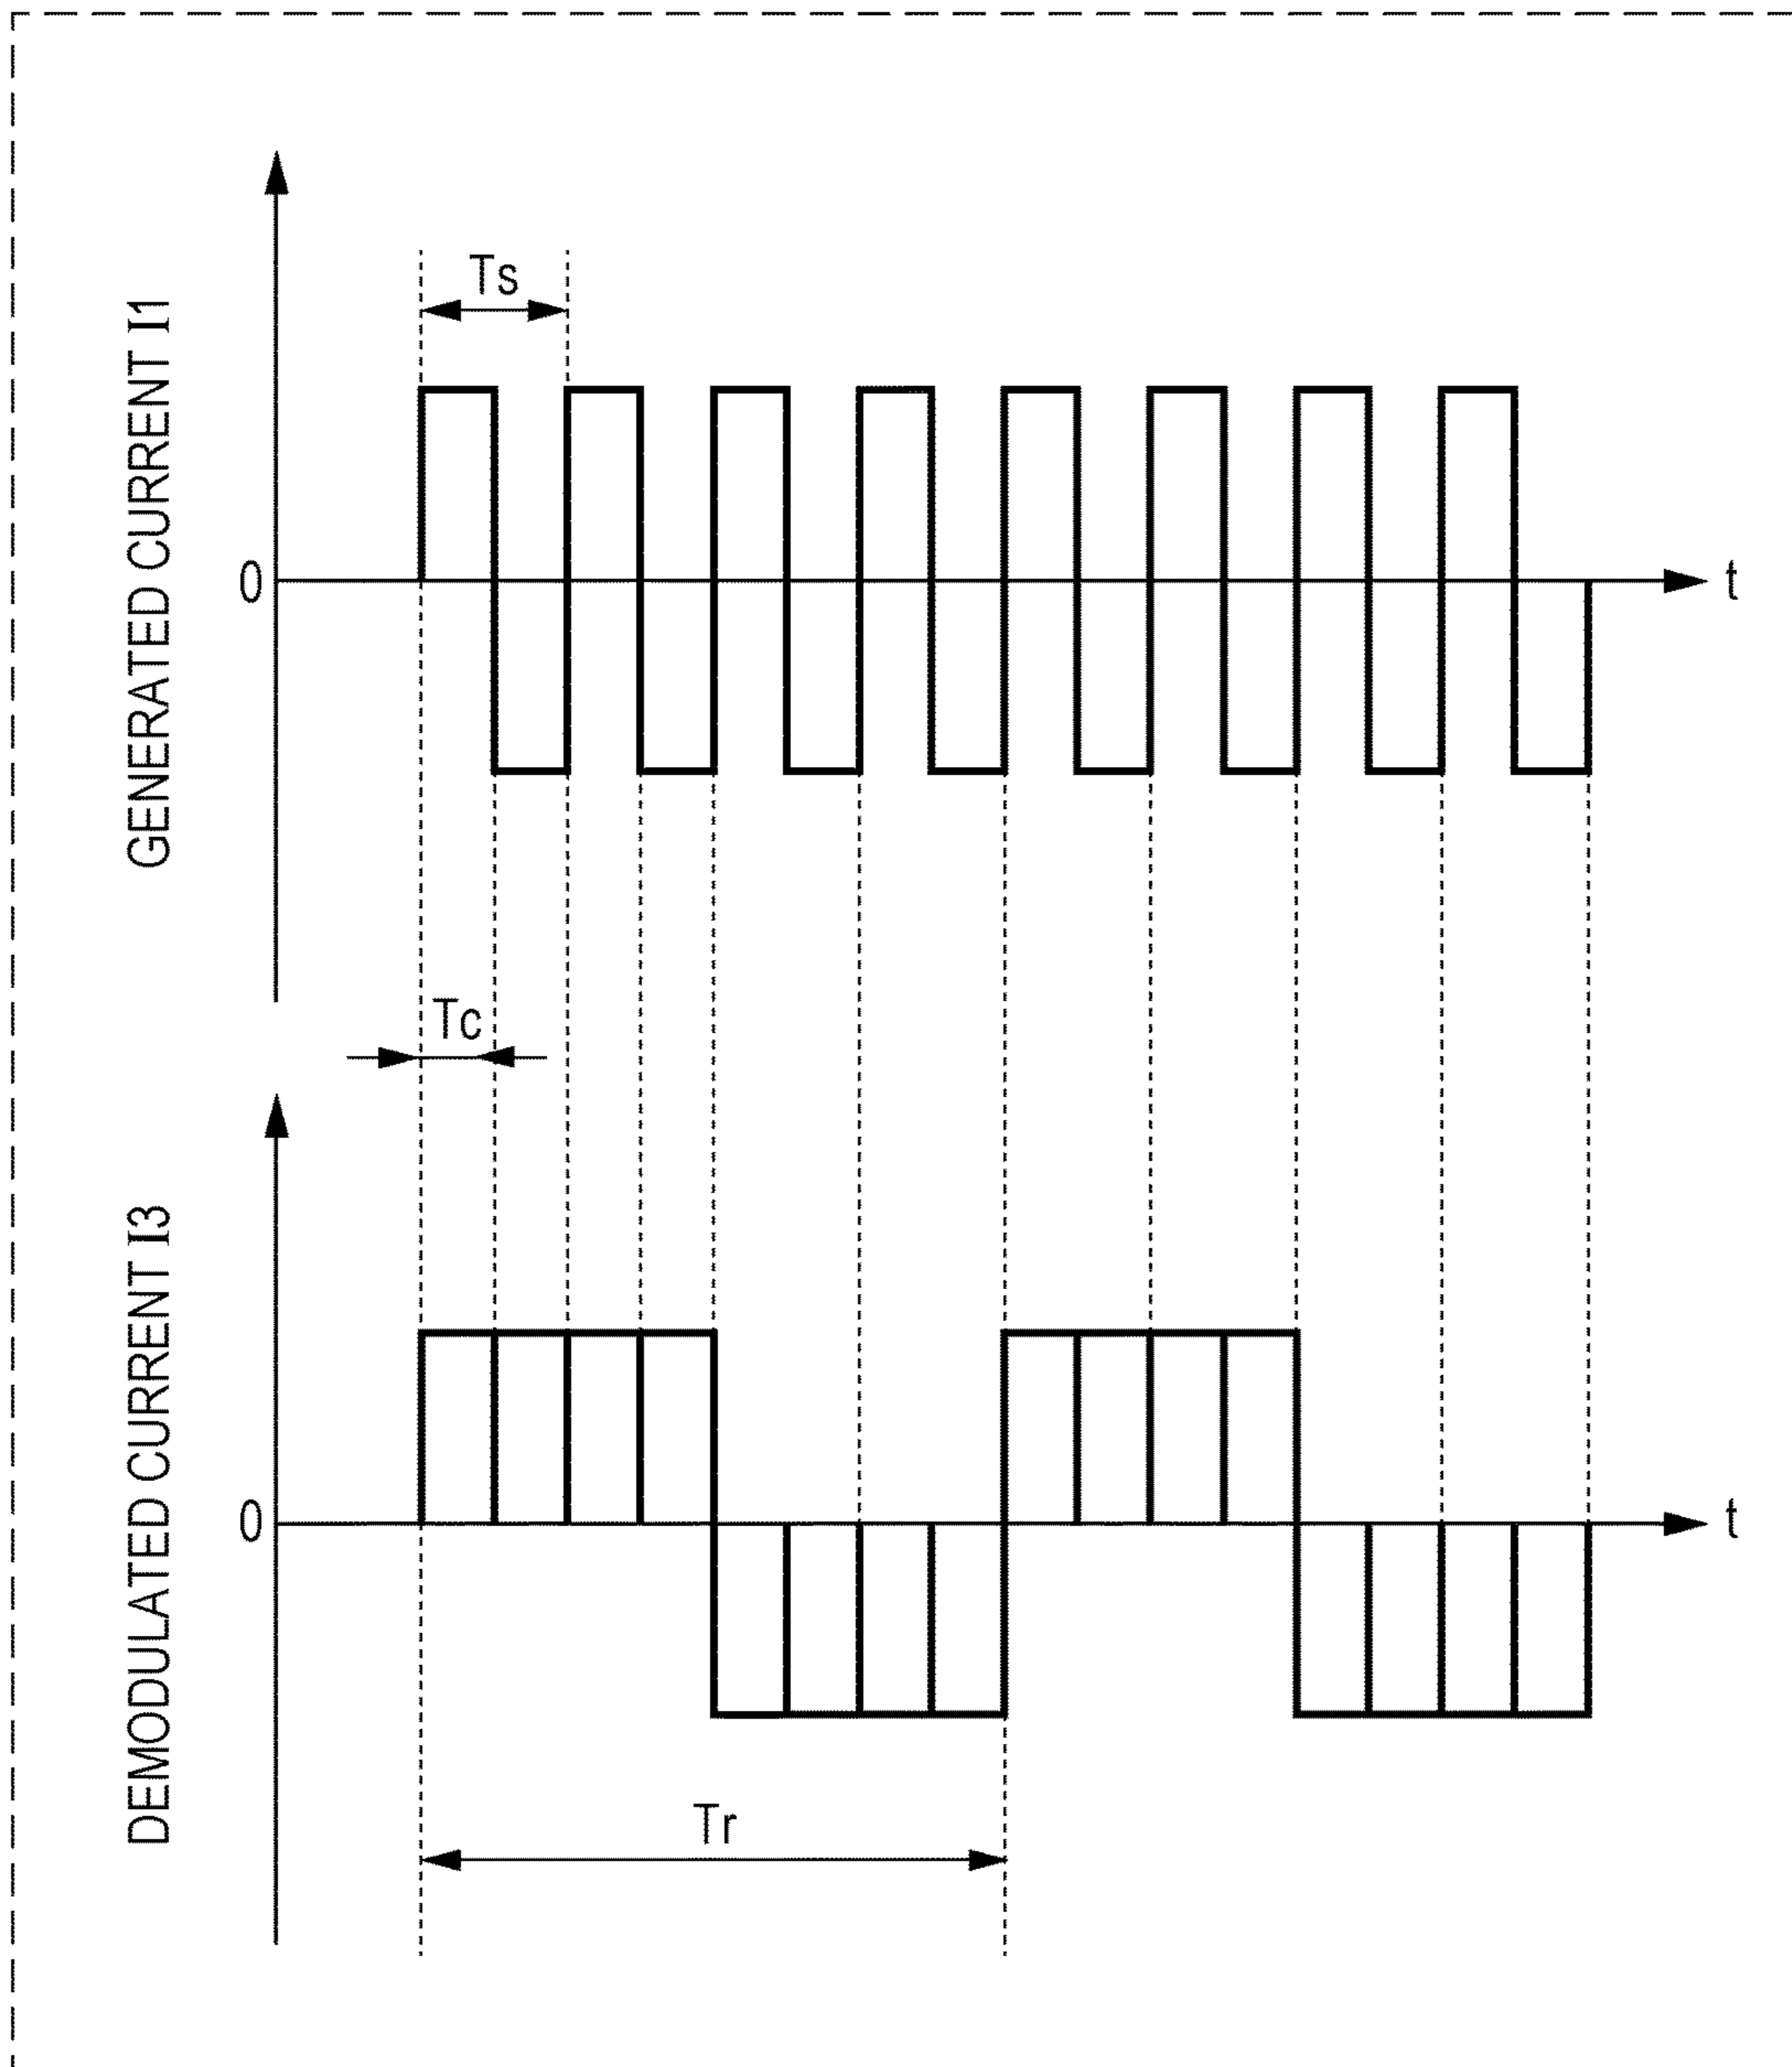 GENERATED CURRENT I1
Ts
0
t
Tc
DEMODULATED CURRENT I3
0
t
Tr